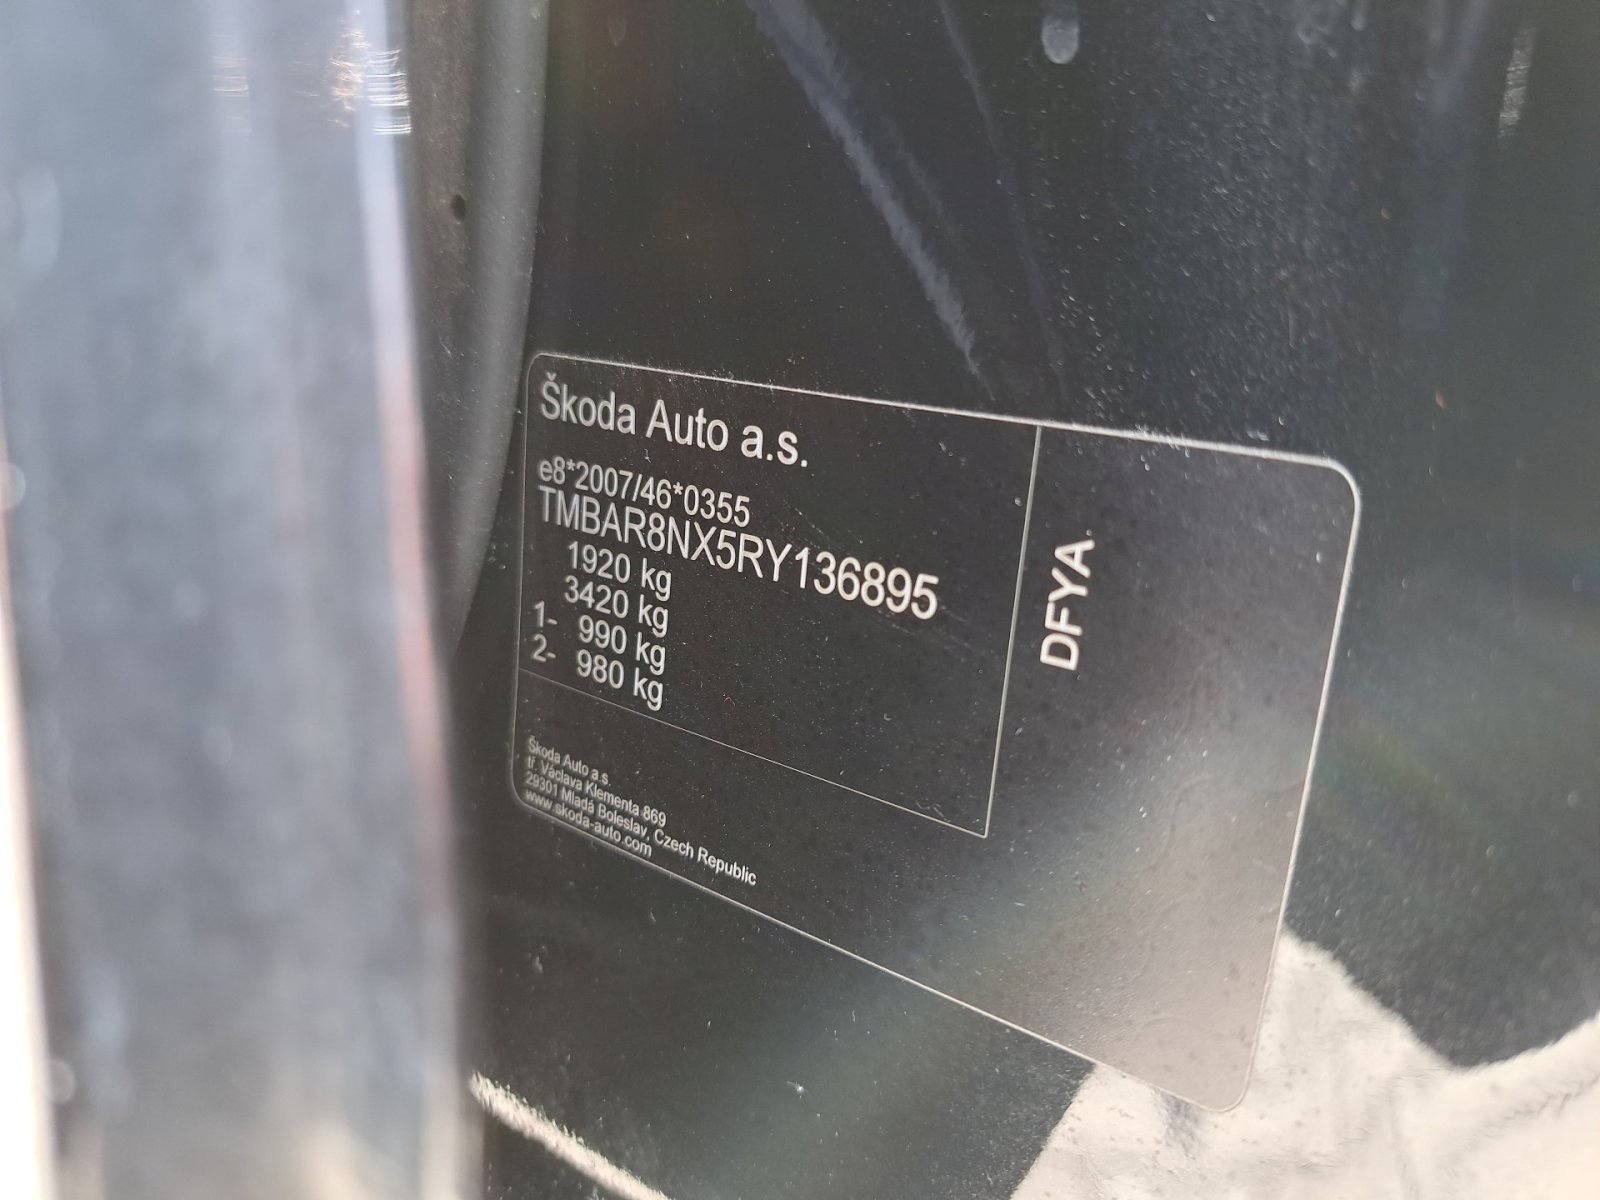 Škoda Auto a.s.
e8*2007/46*0355
TMBAR8NX5RY136895
1920 kg
3420 kg
1- 990 kg
2- 980 kg
DFYA
Škoda Auto a.s.
tř. Václava Klementa 869
29301 Mladá Boleslav, Czech Republic
www.skoda-auto.com